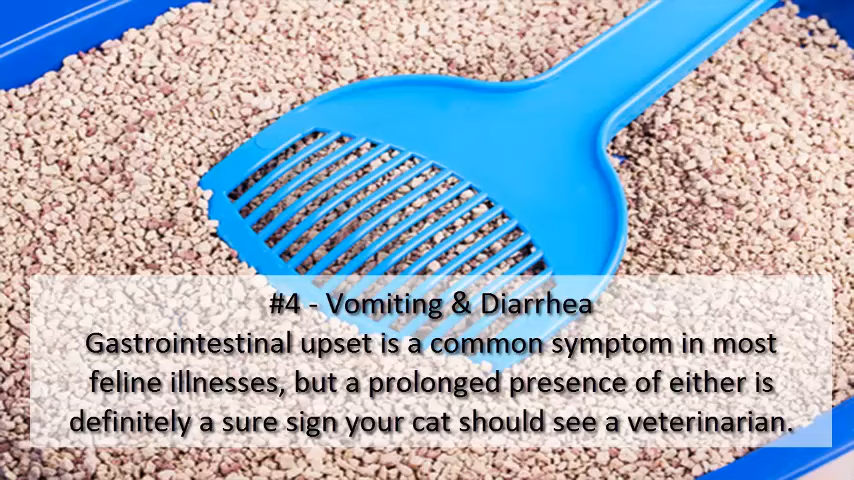 #4 - Vomiting & Diarrhea
Gastrointestinal upset is a common symptom in most
feline illnesses, but a prolonged presence of either is
definitely a sure sign your cat should see a veterinarian.